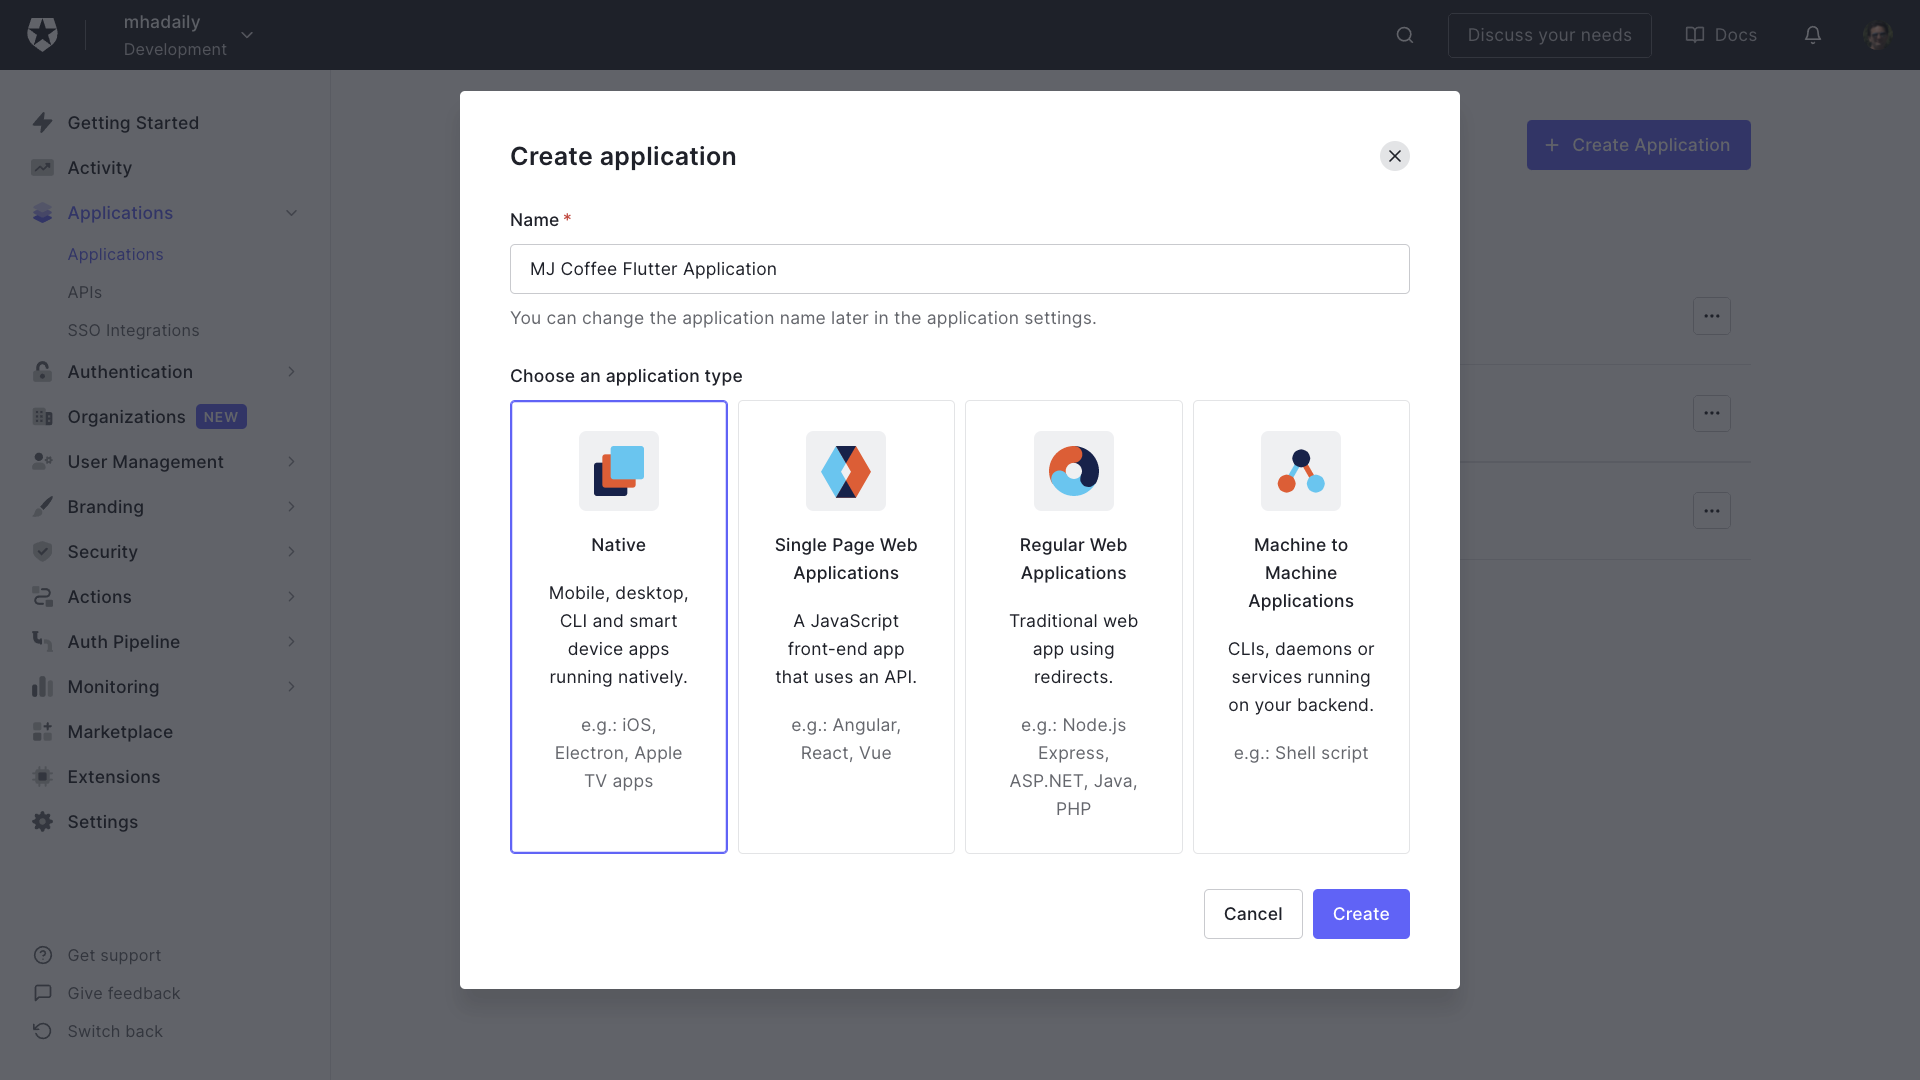 mhadaily
Development
Discuss your needs
Docs
Getting Started
Activity
Applications
Applications
APIs
SSO Integrations
Authentication
Organizations NEW
User Management
Branding
Security
Actions
Auth Pipeline
Monitoring
Marketplace
Extensions
Settings
Get support
Give feedback
Switch back
+ Create Application
Create application
Name *
MJ Coffee Flutter Application
You can change the application name later in the application settings.
Choose an application type
Native
Mobile, desktop,
CLI and smart
device apps
running natively.
e.g.: iOS,
Electron, Apple
TV apps
Single Page Web
Applications
A JavaScript
front-end app
that uses an API.
e.g.: Angular,
React, Vue
Regular Web
Applications
Traditional web
app using
redirects.
e.g.: Node.js
Express,
ASP.NET, Java,
PHP
Machine to
Machine
Applications
CLIs, daemons or
services running
on your backend.
e.g.: Shell script
Cancel
Create